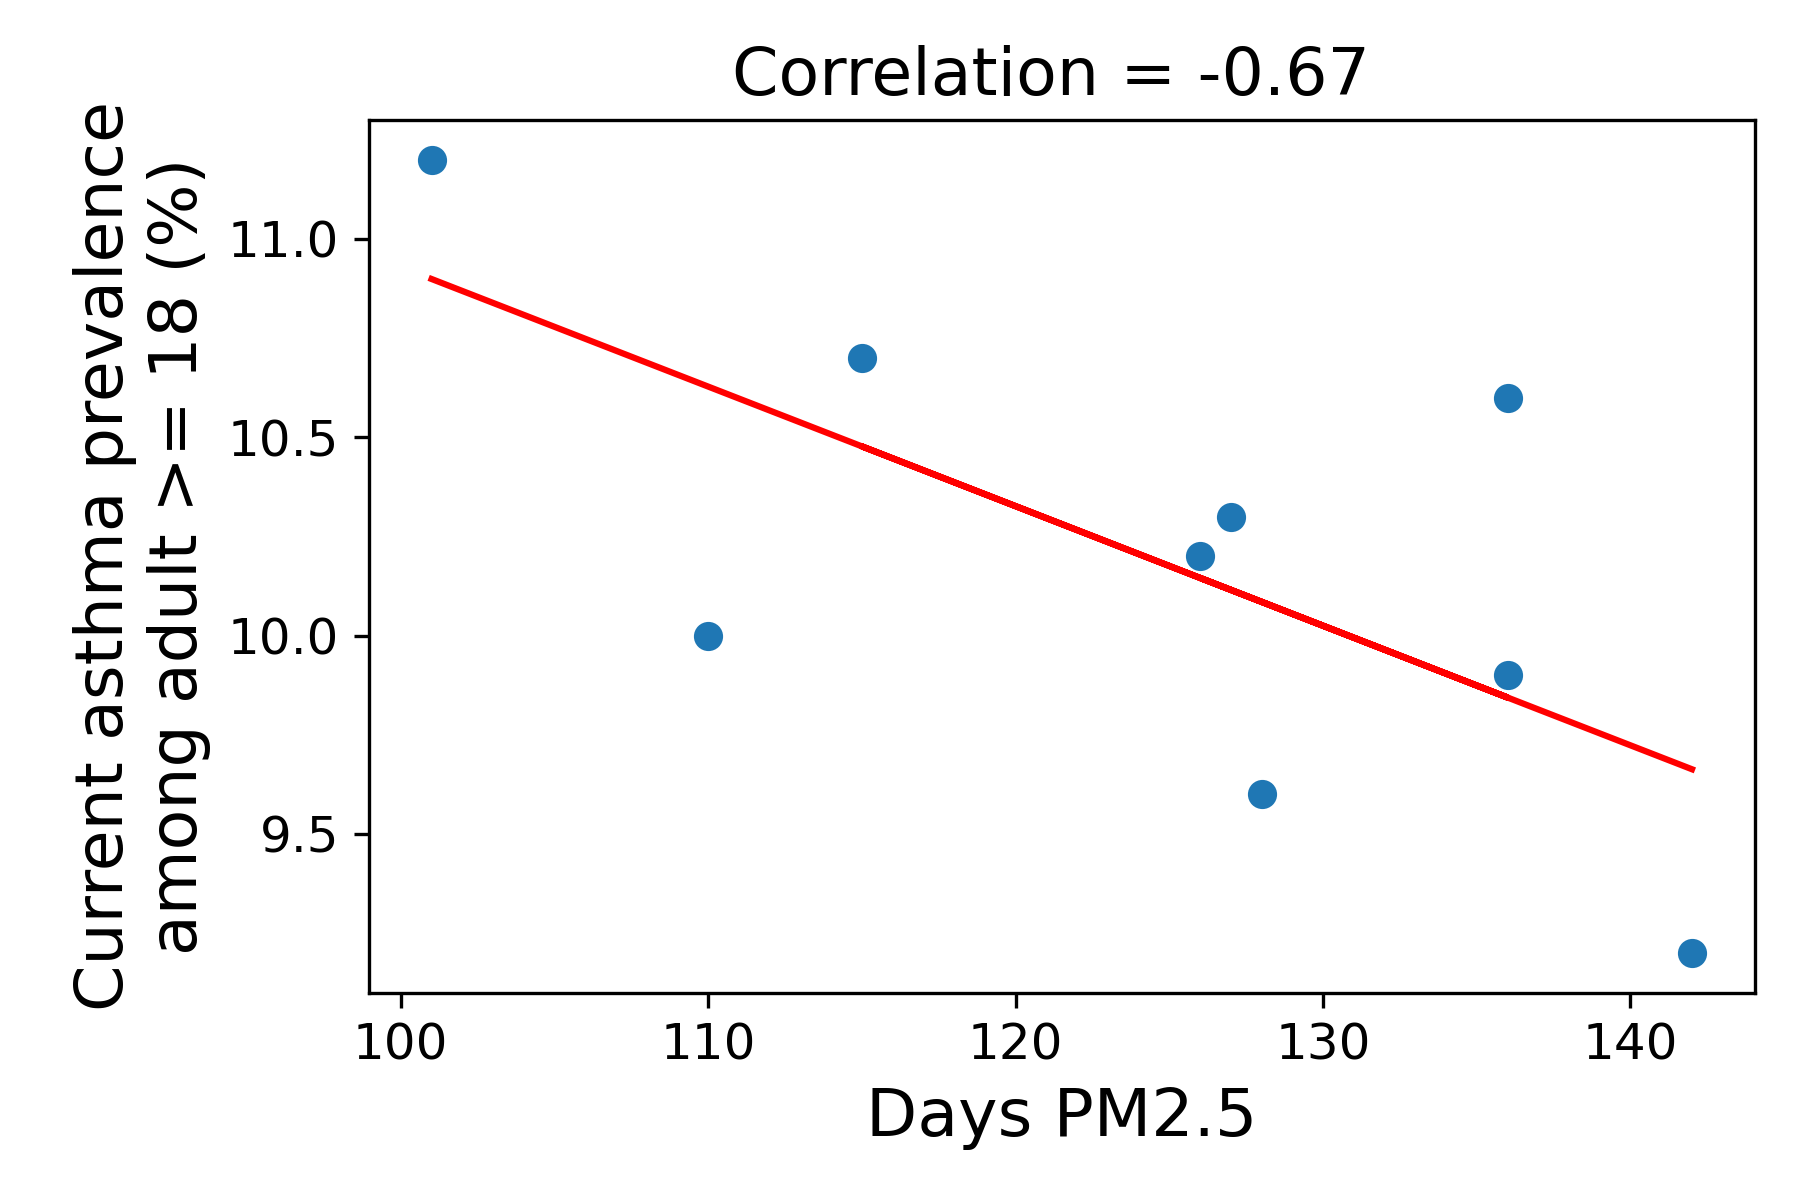 Correlation = -0.67
Current asthma prevalence
among adult >= 18 (%)
11.0
10.5
10.0
9.5
100 110 120 130 140
Days PM2.5